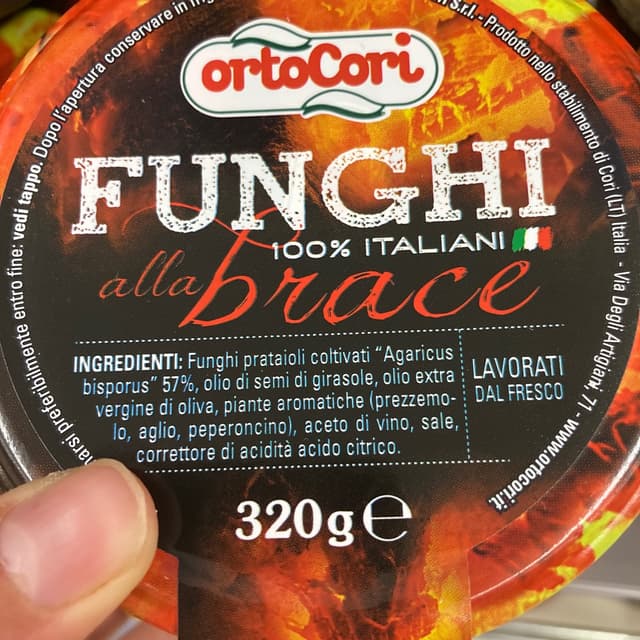 ortoCori
FUNGHI
100% ITALIANI
alla brace
INGREDIENTI: Funghi prataioli coltivati "Agaricus
bisporus" 57%, olio di semi di girasole, olio extra
vergine di oliva, piante aromatiche (prezzemo-
lo, aglio, peperoncino), aceto di vino, sale,
correttore di acidità acido citrico.
LAVORATI
DAL FRESCO
320g e
marsi preferibilmente entro fine: vedi tappo. Dopo l'apertura conservare in
S.r.l. - Prodotto nello stabilimento di Cori (LT) Italia - Via Degli Artigiani, 71 - www.ortocori.it